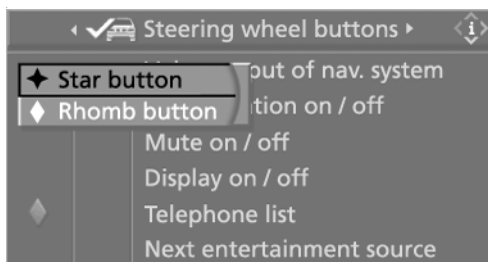 Steering wheel buttons
Star button
Rhomb button
put of nav. system
tion on / off
Mute on / off
Display on / off
Telephone list
Next entertainment source